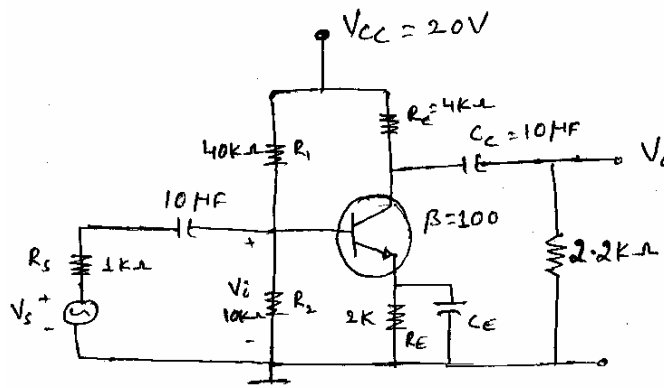 Vcc = 20V
Rc = 4KΩ
Cc = 10μF
40KΩ R1
10μF
β = 100
Rs 1KΩ
2.2KΩ
Vi
Vs + -
10KΩ R2
2K
RE
CE
+
-